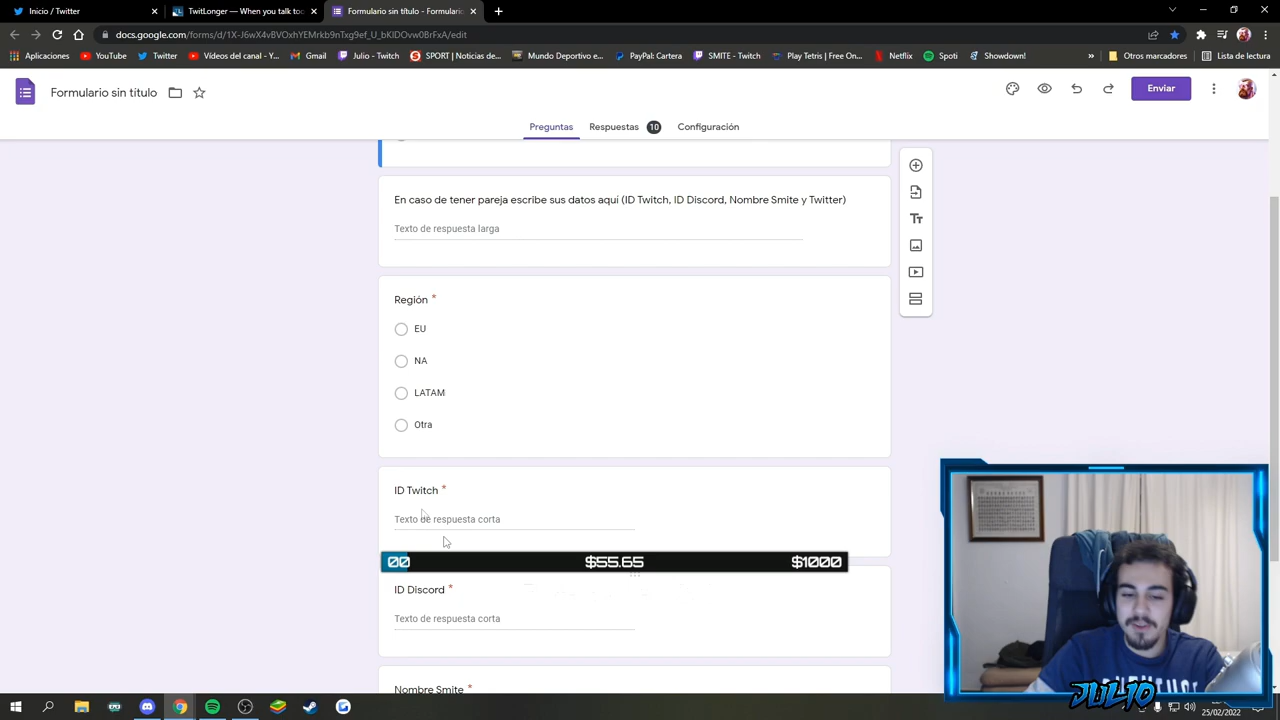 Inicio / Twitter
TwitLonger — When you talk too
Formulario sin título - Formulario
docs.google.com/forms/d/1X-J6wX4vBVOxhYEMrkb9nTxg9ef_U_bKIDOvw0BrFxA/edit
Aplicaciones
YouTube
Twitter
Vídeos del canal - Y...
Gmail
Julio - Twitch
SPORT | Noticias de...
Mundo Deportivo e...
PayPal: Cartera
SMITE - Twitch
Play Tetris | Free On...
Netflix
Spoti
Showdown!
»
Otros marcadores
Lista de lectura
Formulario sin título
Enviar
Preguntas
Respuestas 10
Configuración
En caso de tener pareja escribe sus datos aquí (ID Twitch, ID Discord, Nombre Smite y Twitter)
Texto de respuesta larga
Región *
EU
NA
LATAM
Otra
ID Twitch *
Texto de respuesta corta
00 $55.65 $1000
ID Discord *
Texto de respuesta corta
Nombre Smite *
JUL10
25/02/2022